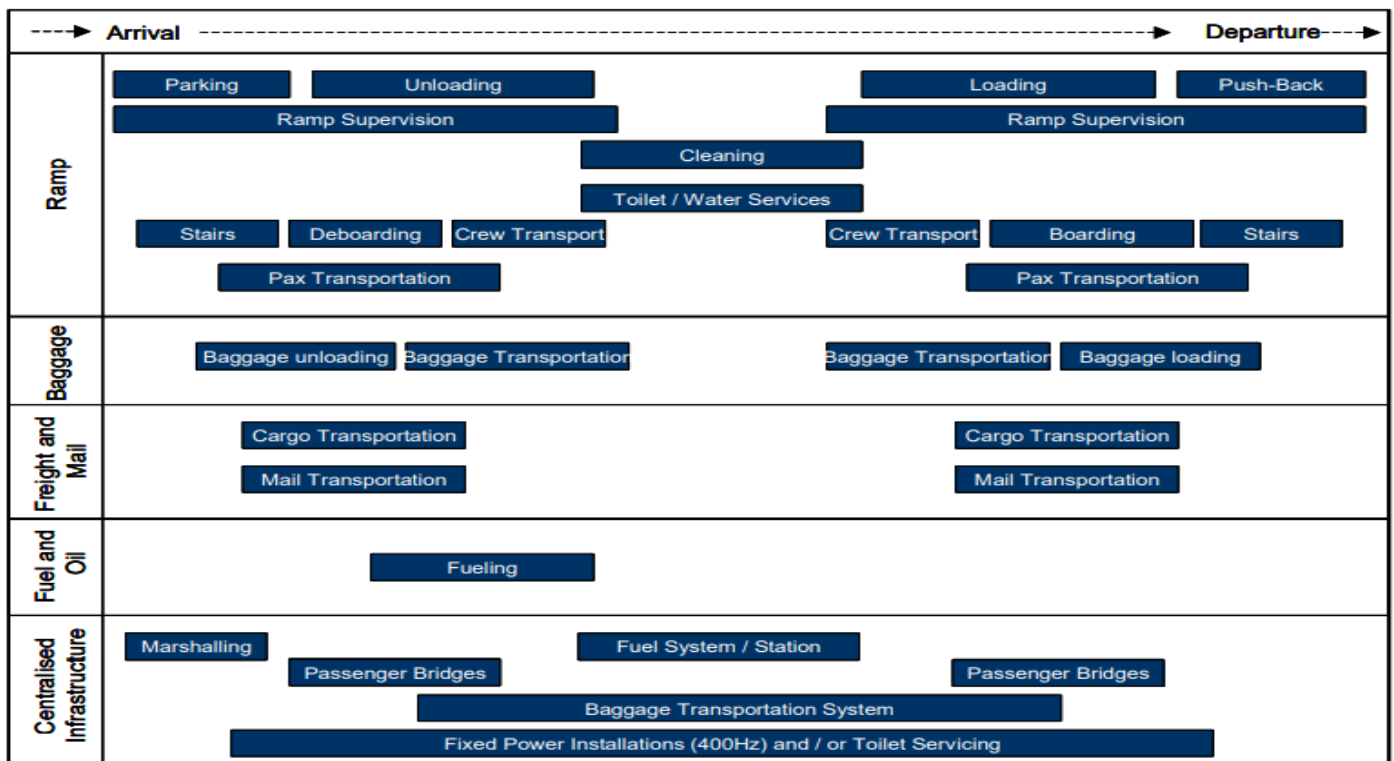 Arrival
Departure
Ramp
Parking
Unloading
Loading
Push-Back
Ramp Supervision
Ramp Supervision
Cleaning
Toilet / Water Services
Stairs
Deboarding
Crew Transport
Crew Transport
Boarding
Stairs
Pax Transportation
Pax Transportation
Baggage
Baggage unloading
Baggage Transportation
Baggage Transportation
Baggage loading
Freight and
Mail
Cargo Transportation
Cargo Transportation
Mail Transportation
Mail Transportation
Fuel and
Oil
Fueling
Centralised
Infrastructure
Marshalling
Fuel System / Station
Passenger Bridges
Passenger Bridges
Baggage Transportation System
Fixed Power Installations (400Hz) and / or Toilet Servicing